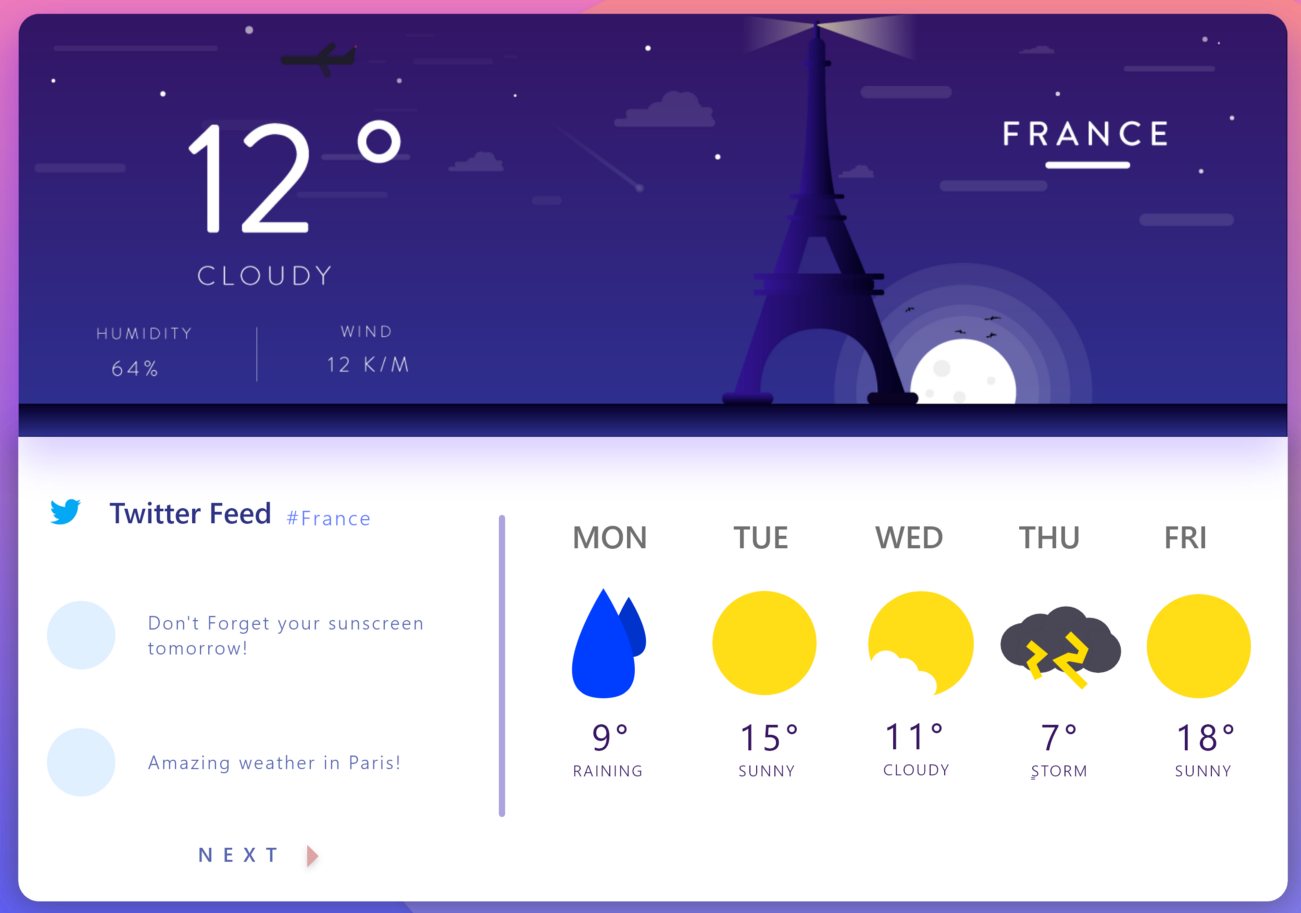 12°
CLOUDY
HUMIDITY
64%
WIND
12 K/M
FRANCE
Twitter Feed #France
Don't Forget your sunscreen
tomorrow!
Amazing weather in Paris!
NEXT
MON TUE WED THU FRI
9° 15° 11° 7° 18°
RAINING SUNNY CLOUDY STORM SUNNY